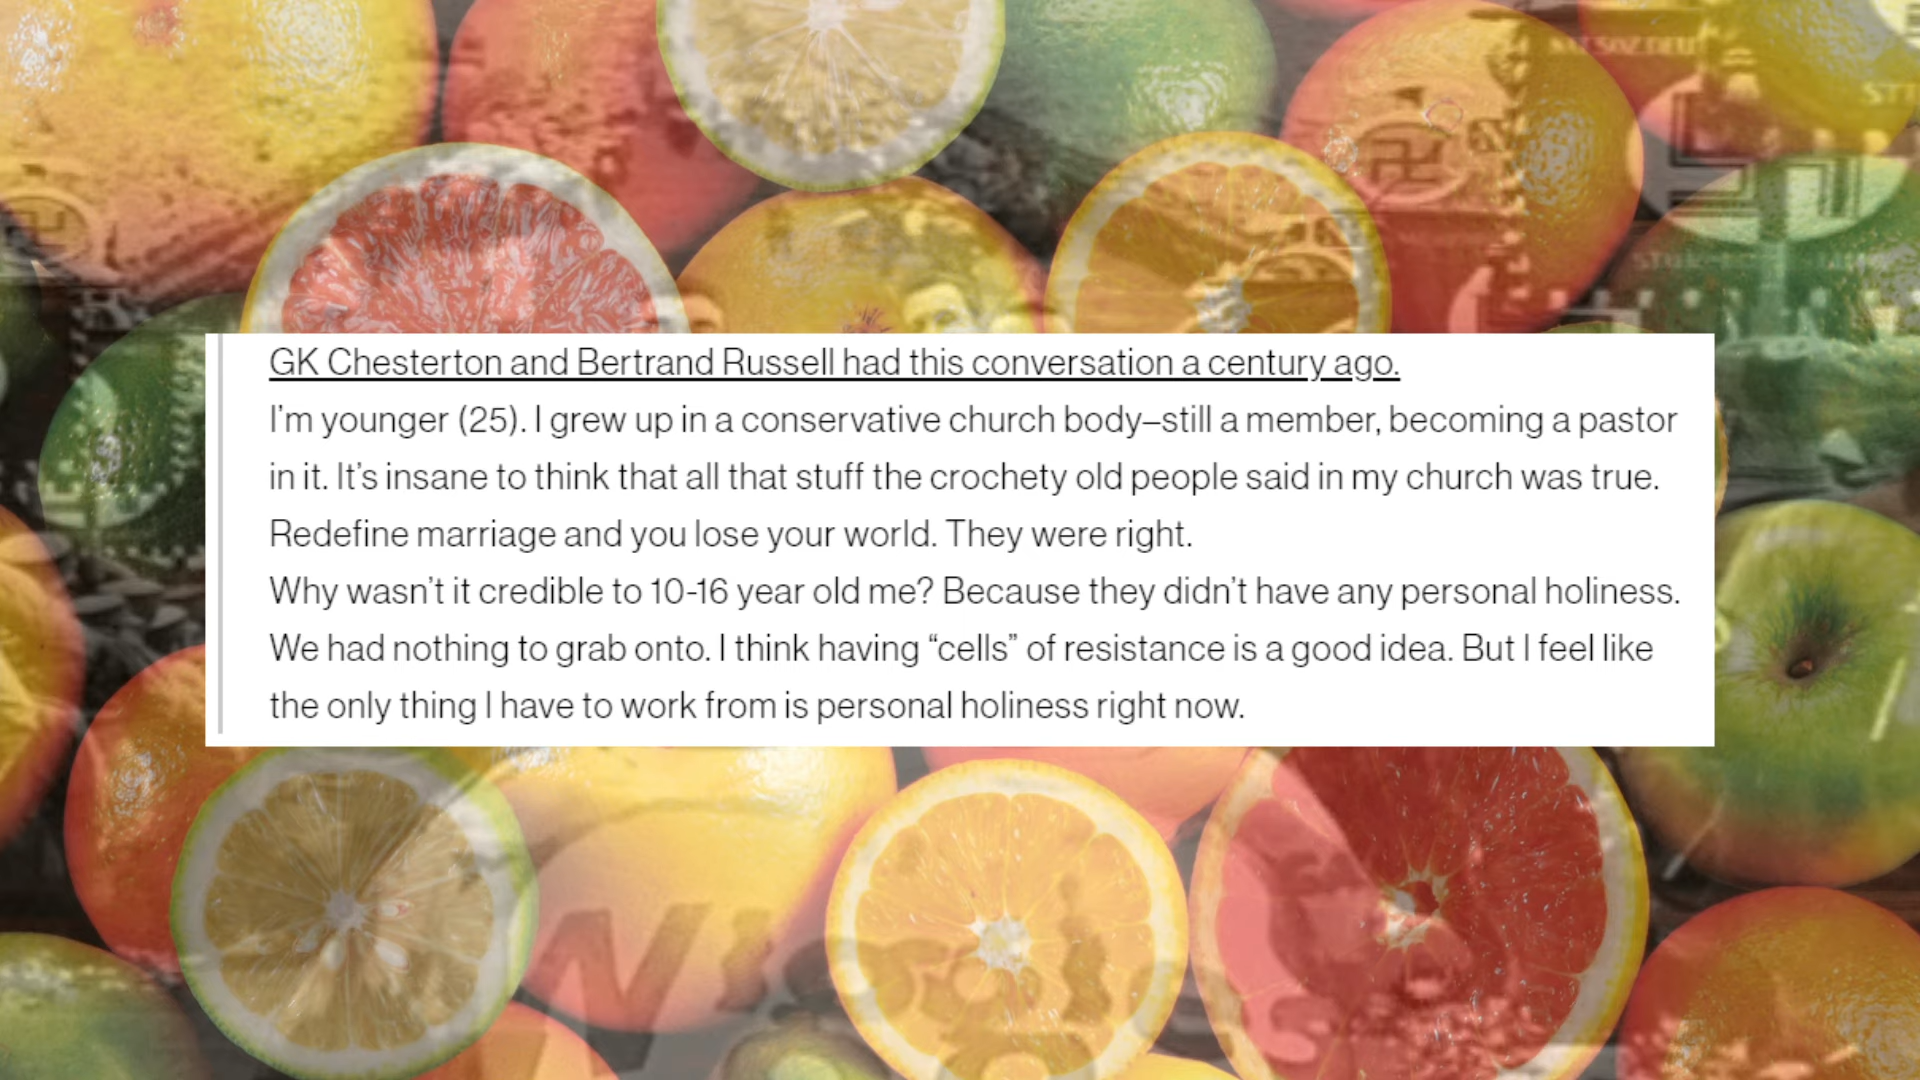 GK Chesterton and Bertrand Russell had this conversation a century ago.
I'm younger (25). I grew up in a conservative church body–still a member, becoming a pastor
in it. It's insane to think that all that stuff the crochety old people said in my church was true.
Redefine marriage and you lose your world. They were right.
Why wasn't it credible to 10-16 year old me? Because they didn't have any personal holiness.
We had nothing to grab onto. I think having “cells” of resistance is a good idea. But I feel like
the only thing I have to work from is personal holiness right now.